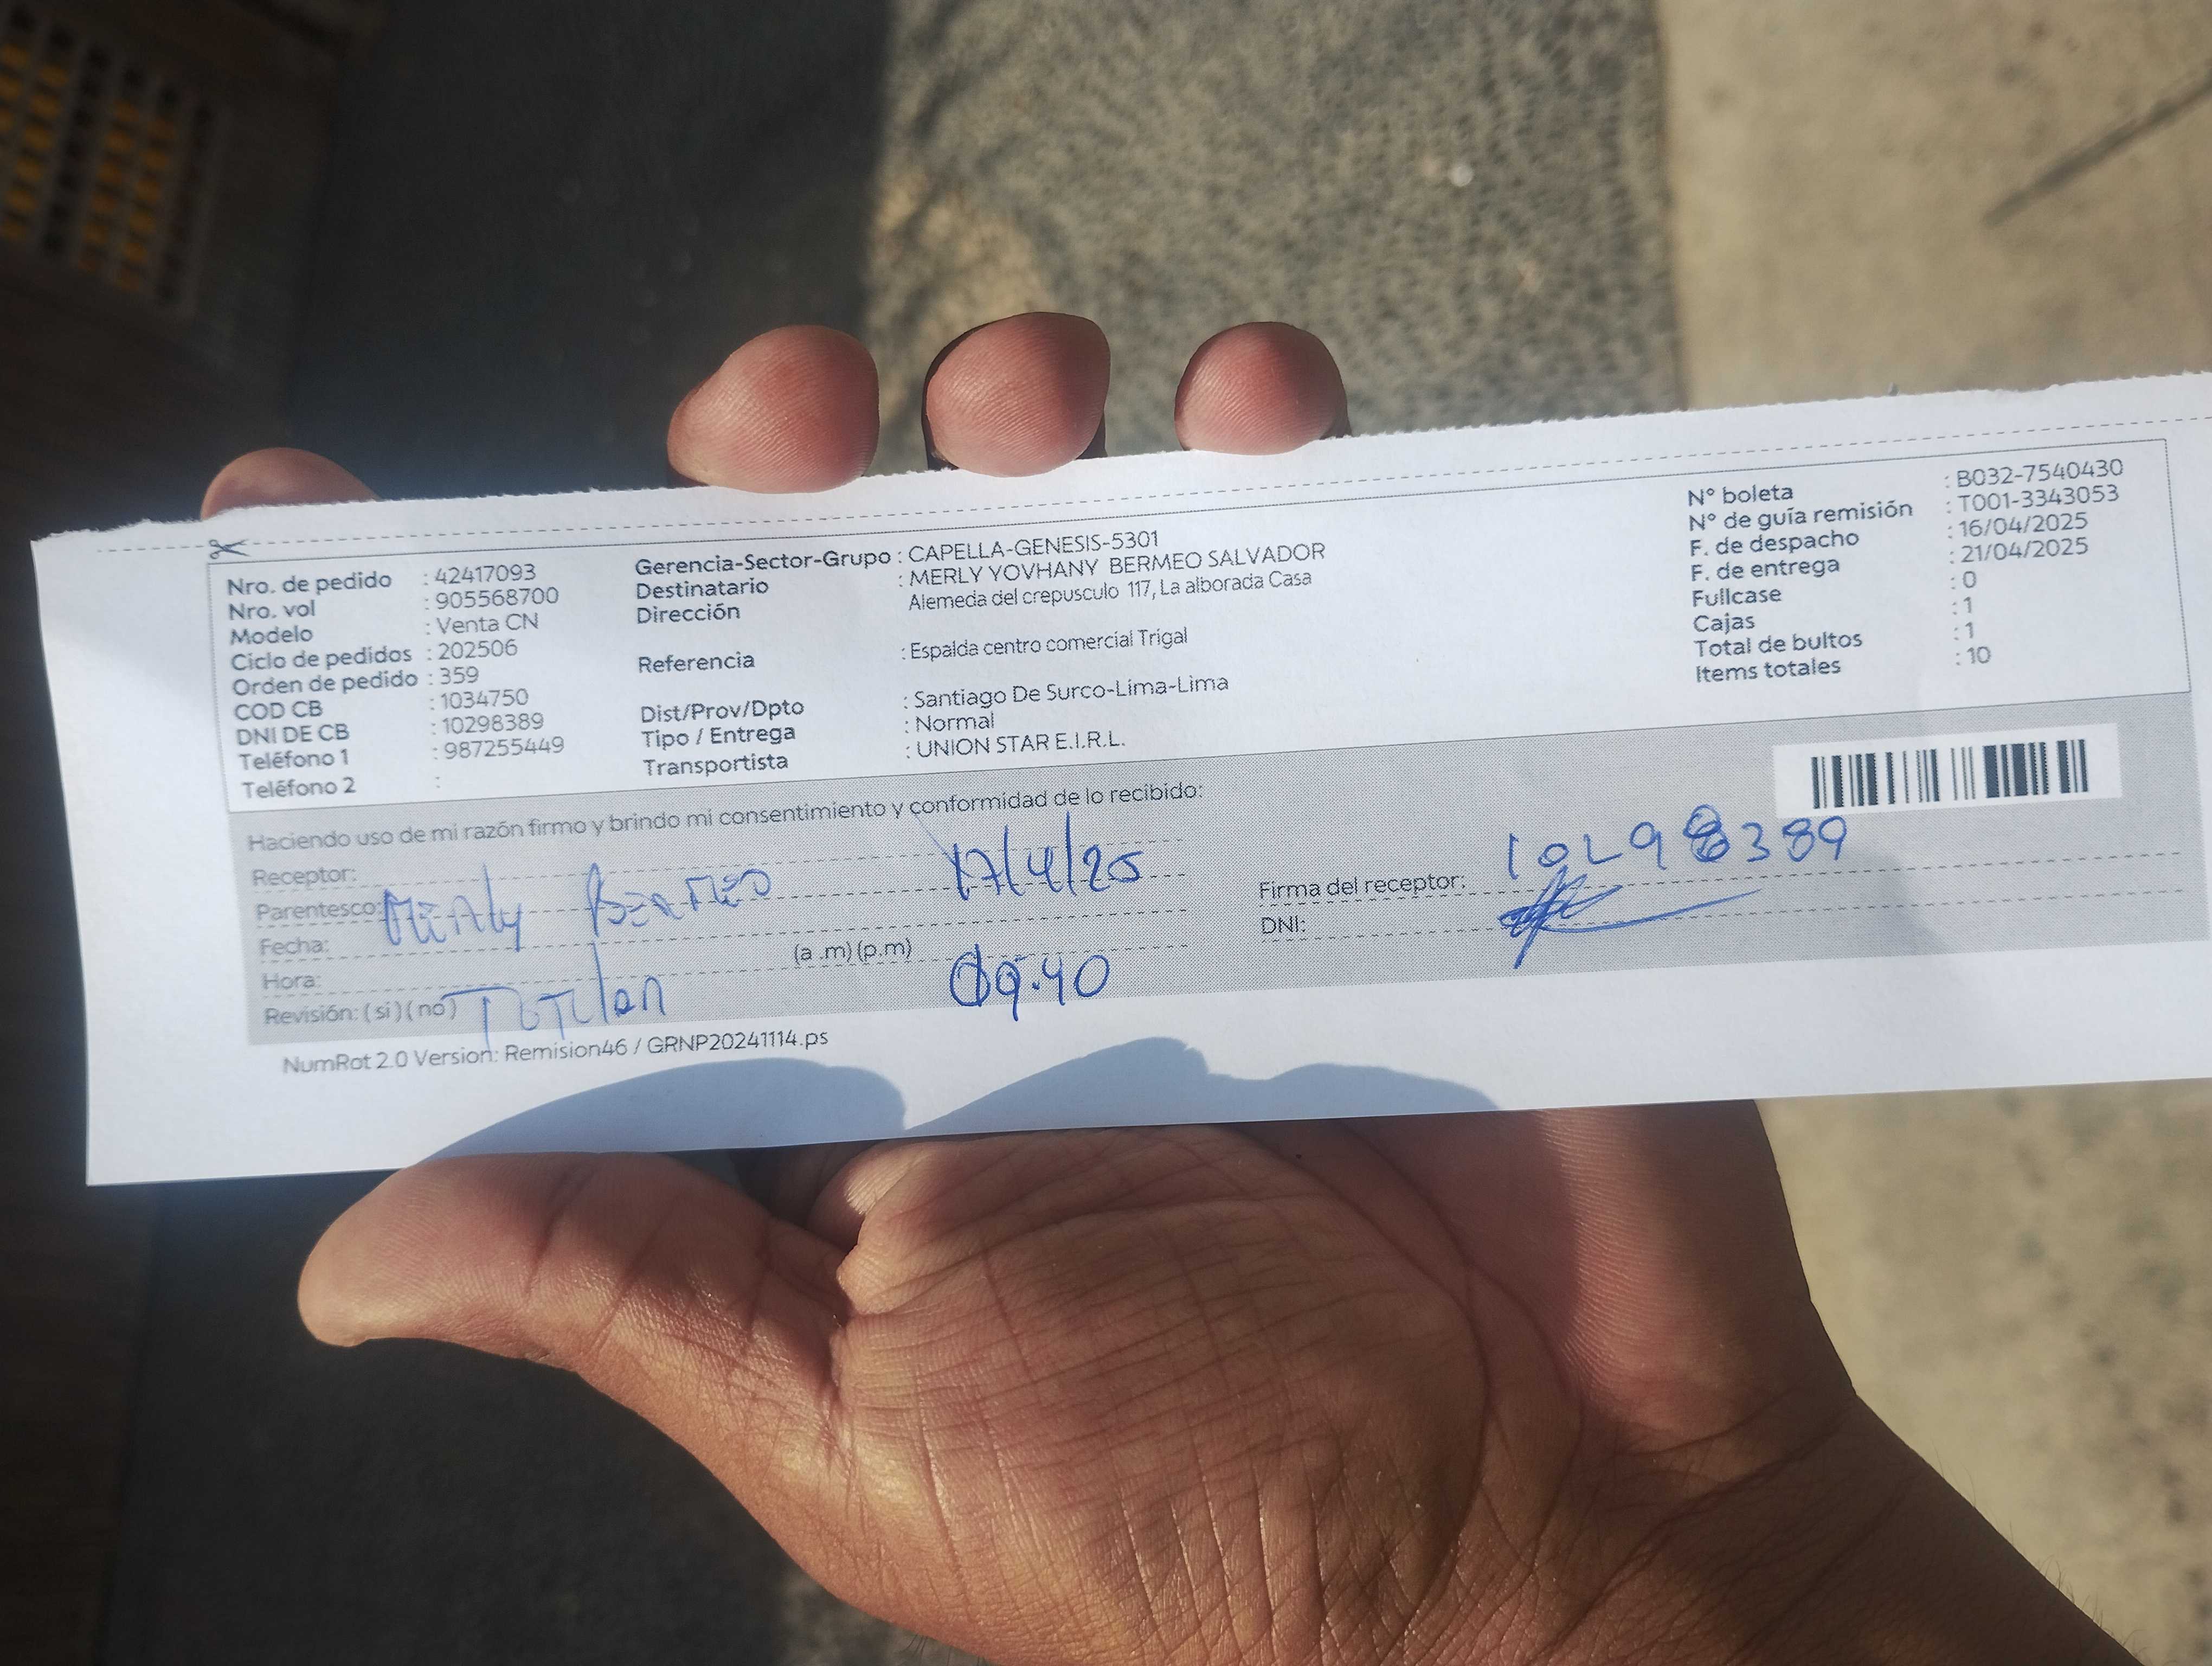 Nro. de pedido : 42417093
Nro. vol : 905568700
Modelo : Venta CN
Ciclo de pedidos : 202506
Orden de pedido : 359
COD CB : 1034750
DNI DE CB : 10298389
Teléfono 1 : 987255449
Teléfono 2 :
Gerencia-Sector-Grupo : CAPELLA-GENESIS-5301
Destinatario : MERLY YOVHANY BERMEO SALVADOR
Dirección Alemeda del crepusculo 117, La alborada Casa
Referencia : Espalda centro comercial Trigal
Dist/Prov/Dpto : Santiago De Surco-Lima-Lima
Tipo / Entrega : Normal
Transportista : UNION STAR E.I.R.L.
N° boleta : B032-7540430
N° de guía remisión : T001-3343053
F. de despacho : 16/04/2025
F. de entrega : 21/04/2025
Fullcase : 0
Cajas : 1
Total de bultos : 1
Items totales : 10
Haciendo uso de mi razón firmo y brindo mi consentimiento y conformidad de lo recibido:
Receptor:
Parentesco:
17/4/25
Fecha:
Hora: (a .m) (p.m)
09.40
Revisión: ( si ) ( no )
10298389
Firma del receptor:
DNI:
NumRot 2.0 Version: Remision46 / GRNP20241114.ps